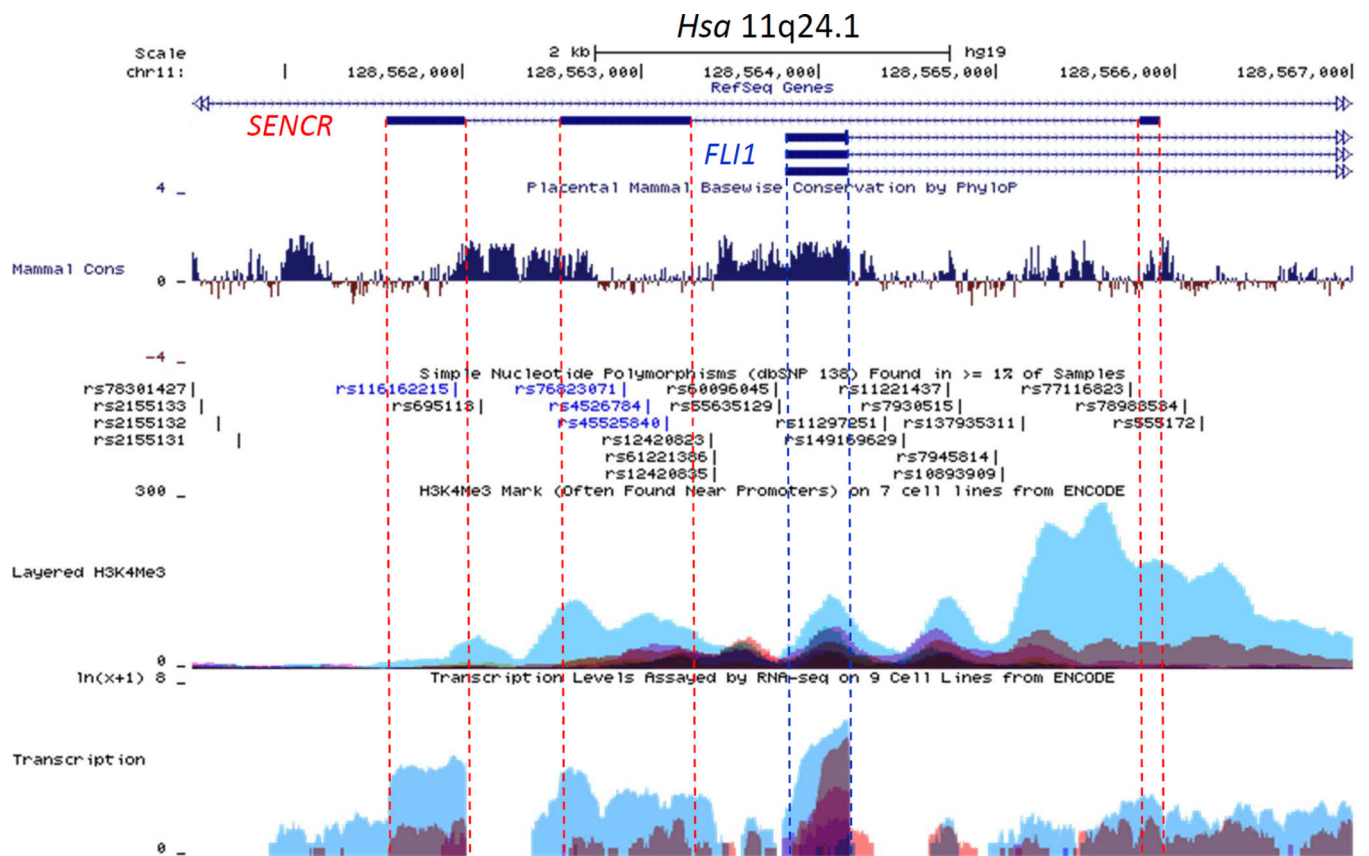 Hsa 11q24.1
Scale 2 kb hg19
chr11: 128,562,000 128,563,000 128,564,000 128,565,000 128,566,000 128,567,000
RefSeq Genes
SENCR
FLI1
4 _ Placental Mammal Basewise Conservation by PhyloP
Mammal Cons
0 _
-4 _
Simple Nucleotide Polymorphisms (dbSNP 138) Found in >= 1% of Samples
rs78301427 rs116162215 rs76823071 rs60096045 rs11221437 rs77116823
rs2155133 rs695118 rs4526784 rs55635129 rs7930515 rs78983584
rs2155132 rs45525840 rs11297251 rs137935311 rs555172
rs2155131 rs12420823 rs149169629
rs61221386 rs7945814
rs12420835 rs10893909
300 _ H3K4Me3 Mark (Often Found Near Promoters) on 7 cell lines from ENCODE
Layered H3K4Me3
0 _
ln(x+1) 8 _ Transcription Levels Assayed by RNA-seq on 9 Cell Lines from ENCODE
Transcription
0 _